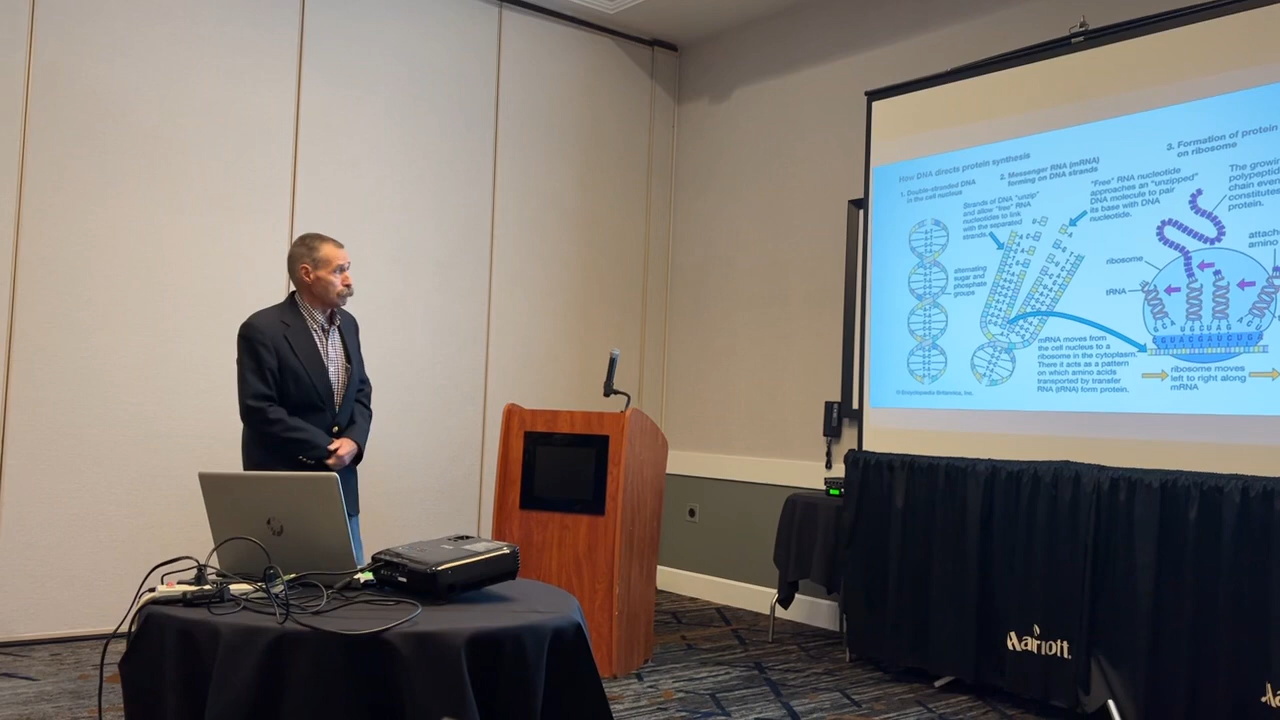 How DNA directs protein synthesis
1. Double-stranded DNA
in the cell nucleus
2. Messenger RNA (mRNA)
forming on DNA strands
3. Formation of protein
on ribosome
Strands of DNA "unzip"
and allow "free" RNA
nucleotides to link
with the separated
strands.
"Free" RNA nucleotide
approaches an "unzipped"
DNA molecule to pair
its base with DNA
nucleotide.
The growin
polypeptid
chain even
constitutes
protein.
alternating
sugar and
phosphate
groups
ribosome
tRNA
attache
amino
mRNA moves from
the cell nucleus to a
ribosome in the cytoplasm.
There it acts as a pattern
on which amino acids
transported by transfer
RNA (tRNA) form protein.
ribosome moves
left to right along
mRNA
© Encyclopædia Britannica, Inc.
hp